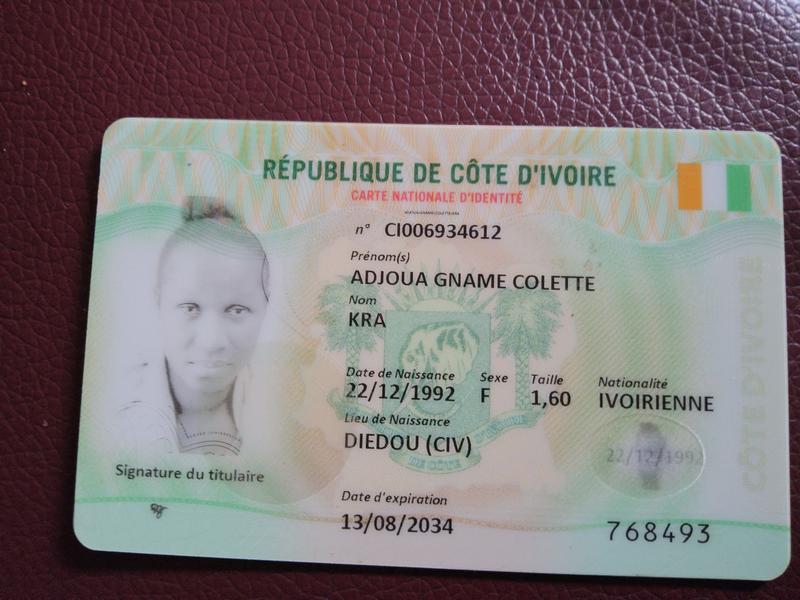 RÉPUBLIQUE DE CÔTE D'IVOIRE
CARTE NATIONALE D'IDENTITÉ
n° CI006934612
Prénom(s)
ADJOUA GNAME COLETTE
Nom
KRA
Date de Naissance Sexe Taille Nationalité
22/12/1992 F 1,60 IVOIRIENNE
Lieu de Naissance
DIEDOU (CIV)
22/12/1992
Signature du titulaire
Date d'expiration
13/08/2034
768493
CÔTE D'IVOIRE